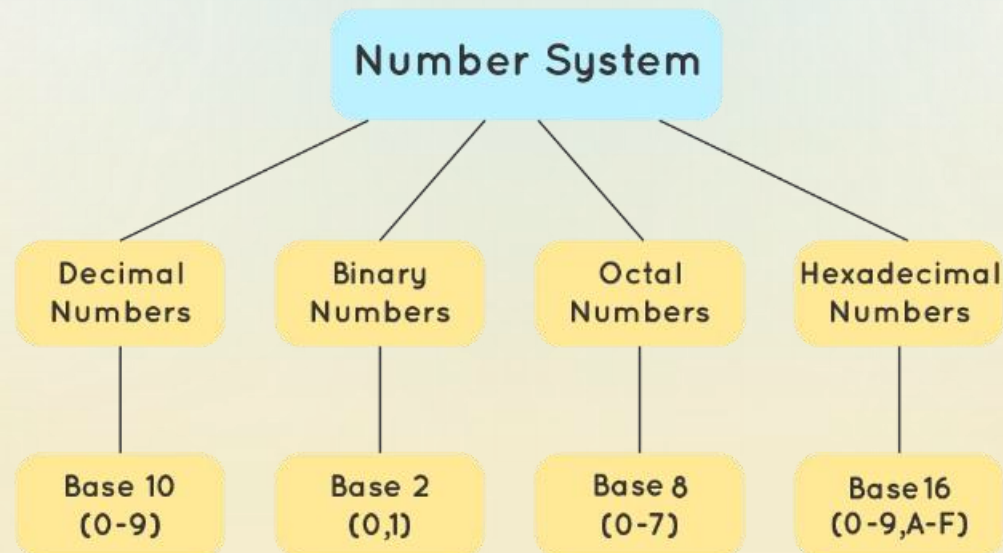 Number System
Decimal
Numbers
Binary
Numbers
Octal
Numbers
Hexadecimal
Numbers
Base 10
(0-9)
Base 2
(0,1)
Base 8
(0-7)
Base 16
(0-9,A-F)